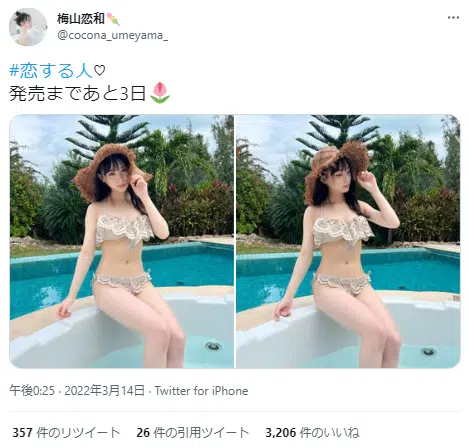 梅山恋和🍡
@cocona_umeyama_
#恋する人♡
発売まであと3日🌷
午後0:25 · 2022年3月14日 · Twitter for iPhone
357 件のリツイート 26 件の引用ツイート 3,206 件のいいね